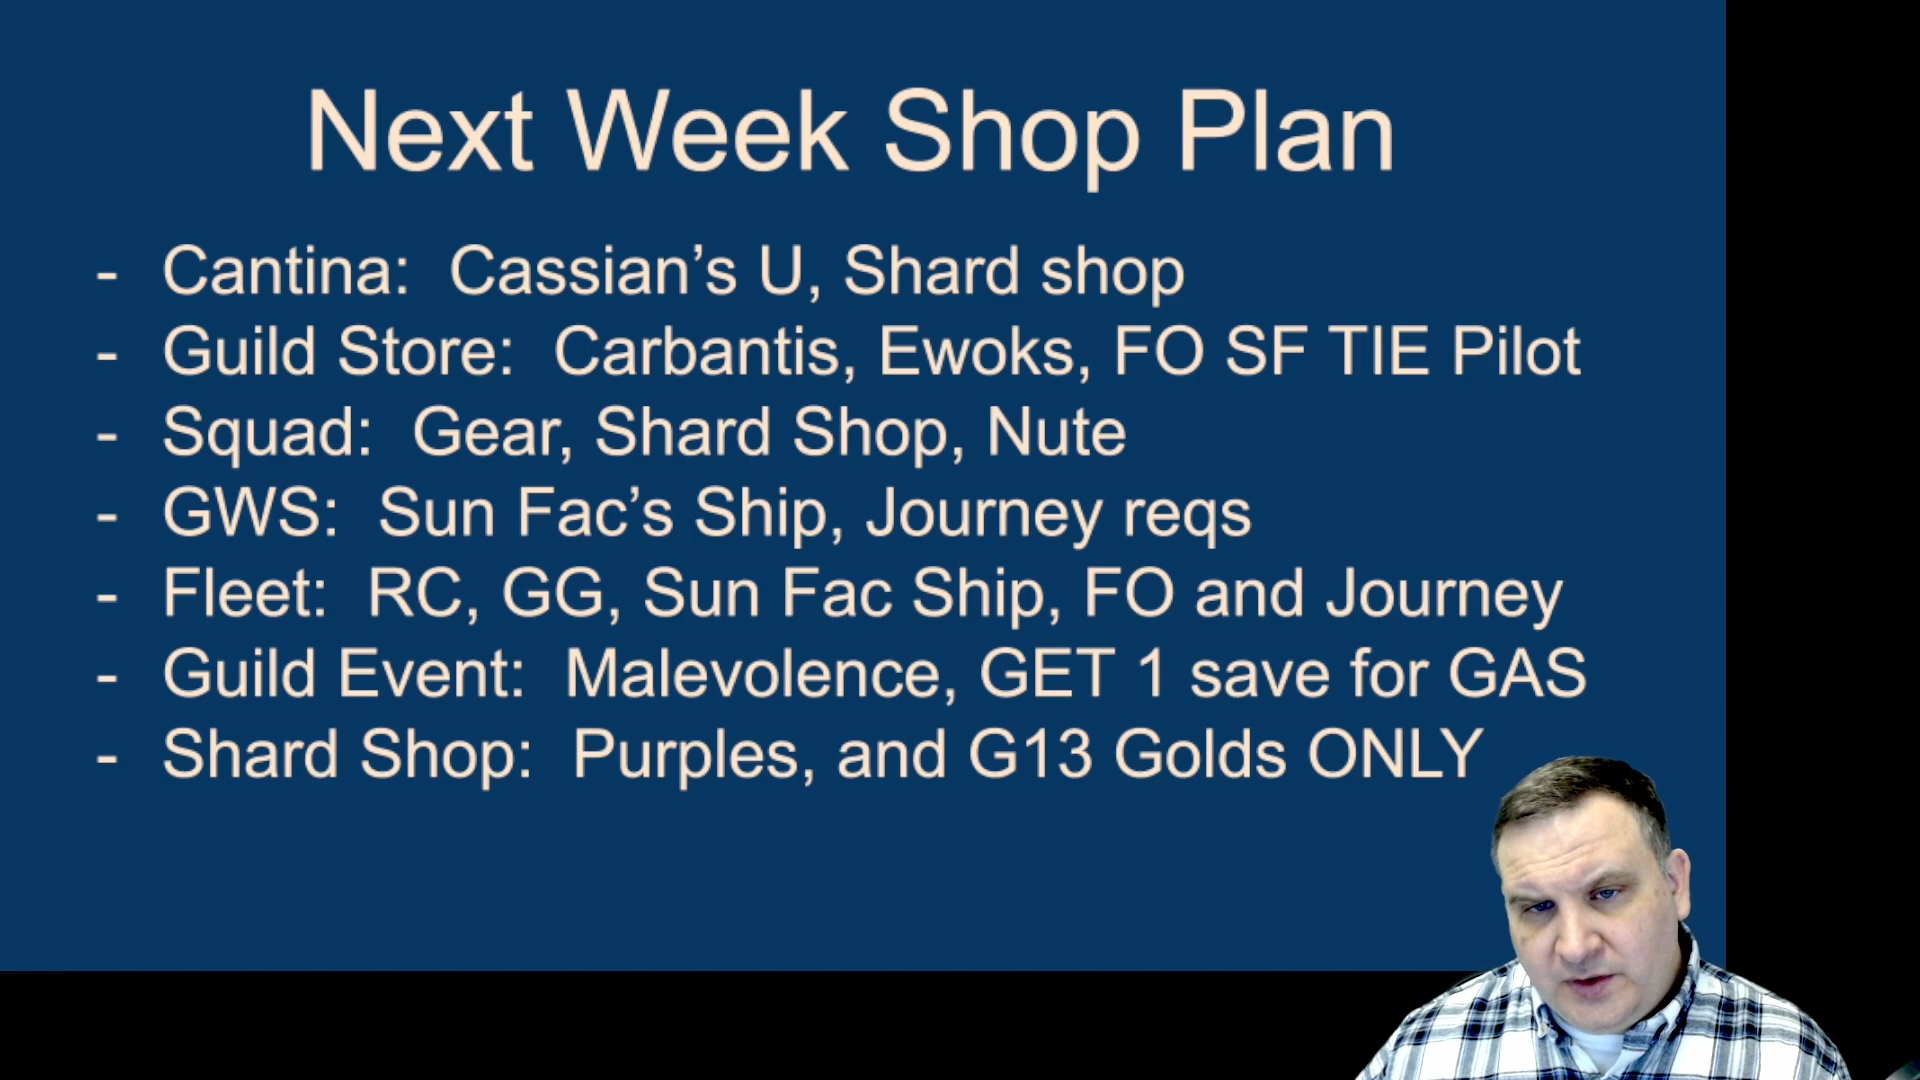 Next Week Shop Plan
- Cantina: Cassian’s U, Shard shop
- Guild Store: Carbantis, Ewoks, FO SF TIE Pilot
- Squad: Gear, Shard Shop, Nute
- GWS: Sun Fac’s Ship, Journey reqs
- Fleet: RC, GG, Sun Fac Ship, FO and Journey
- Guild Event: Malevolence, GET 1 save for GAS
- Shard Shop: Purples, and G13 Golds ONLY